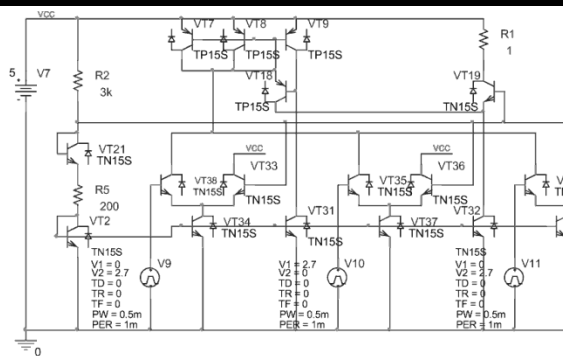 VCC
VT7
VT8
VT9
R1
1
TP15S
TP15S
5
V7
R2
3k
VT18
TP15S
VT19
TN15S
VT21
TN15S
VCC
VT33
VCC
VT36
VT38
TN15S
TN15S
VT35
TN15S
TN15S
R5
200
VT2
VT34
TN15S
VT31
TN15S
VT37
TN15S
VT32
TN15S
TN15S
V1 = 0
V2 = 2.7
TD = 0
TR = 0
TF = 0
PW = 0.5m
PER = 1m
V9
V1 = 2.7
V2 = 0
TD = 0
TR = 0
TF = 0
PW = 0.5m
PER = 1m
V10
TN15S
V1 = 0
V2 = 2.7
TD = 0
TR = 0
TF = 0
PW = 0.5m
PER = 1m
V11
0